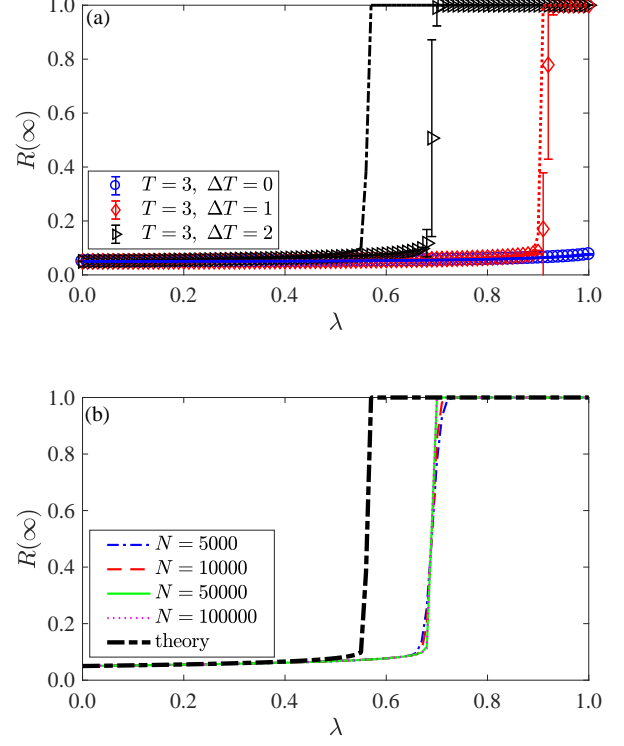 (a)
1.0
0.8
0.6
0.4
0.2
0.0
R(∞)
T = 3, ΔT = 0
T = 3, ΔT = 1
T = 3, ΔT = 2
0.0 0.2 0.4 0.6 0.8 1.0
λ
(b)
1.0
0.8
0.6
0.4
0.2
0.0
R(∞)
N = 5000
N = 10000
N = 50000
N = 100000
theory
0.0 0.2 0.4 0.6 0.8 1.0
λ